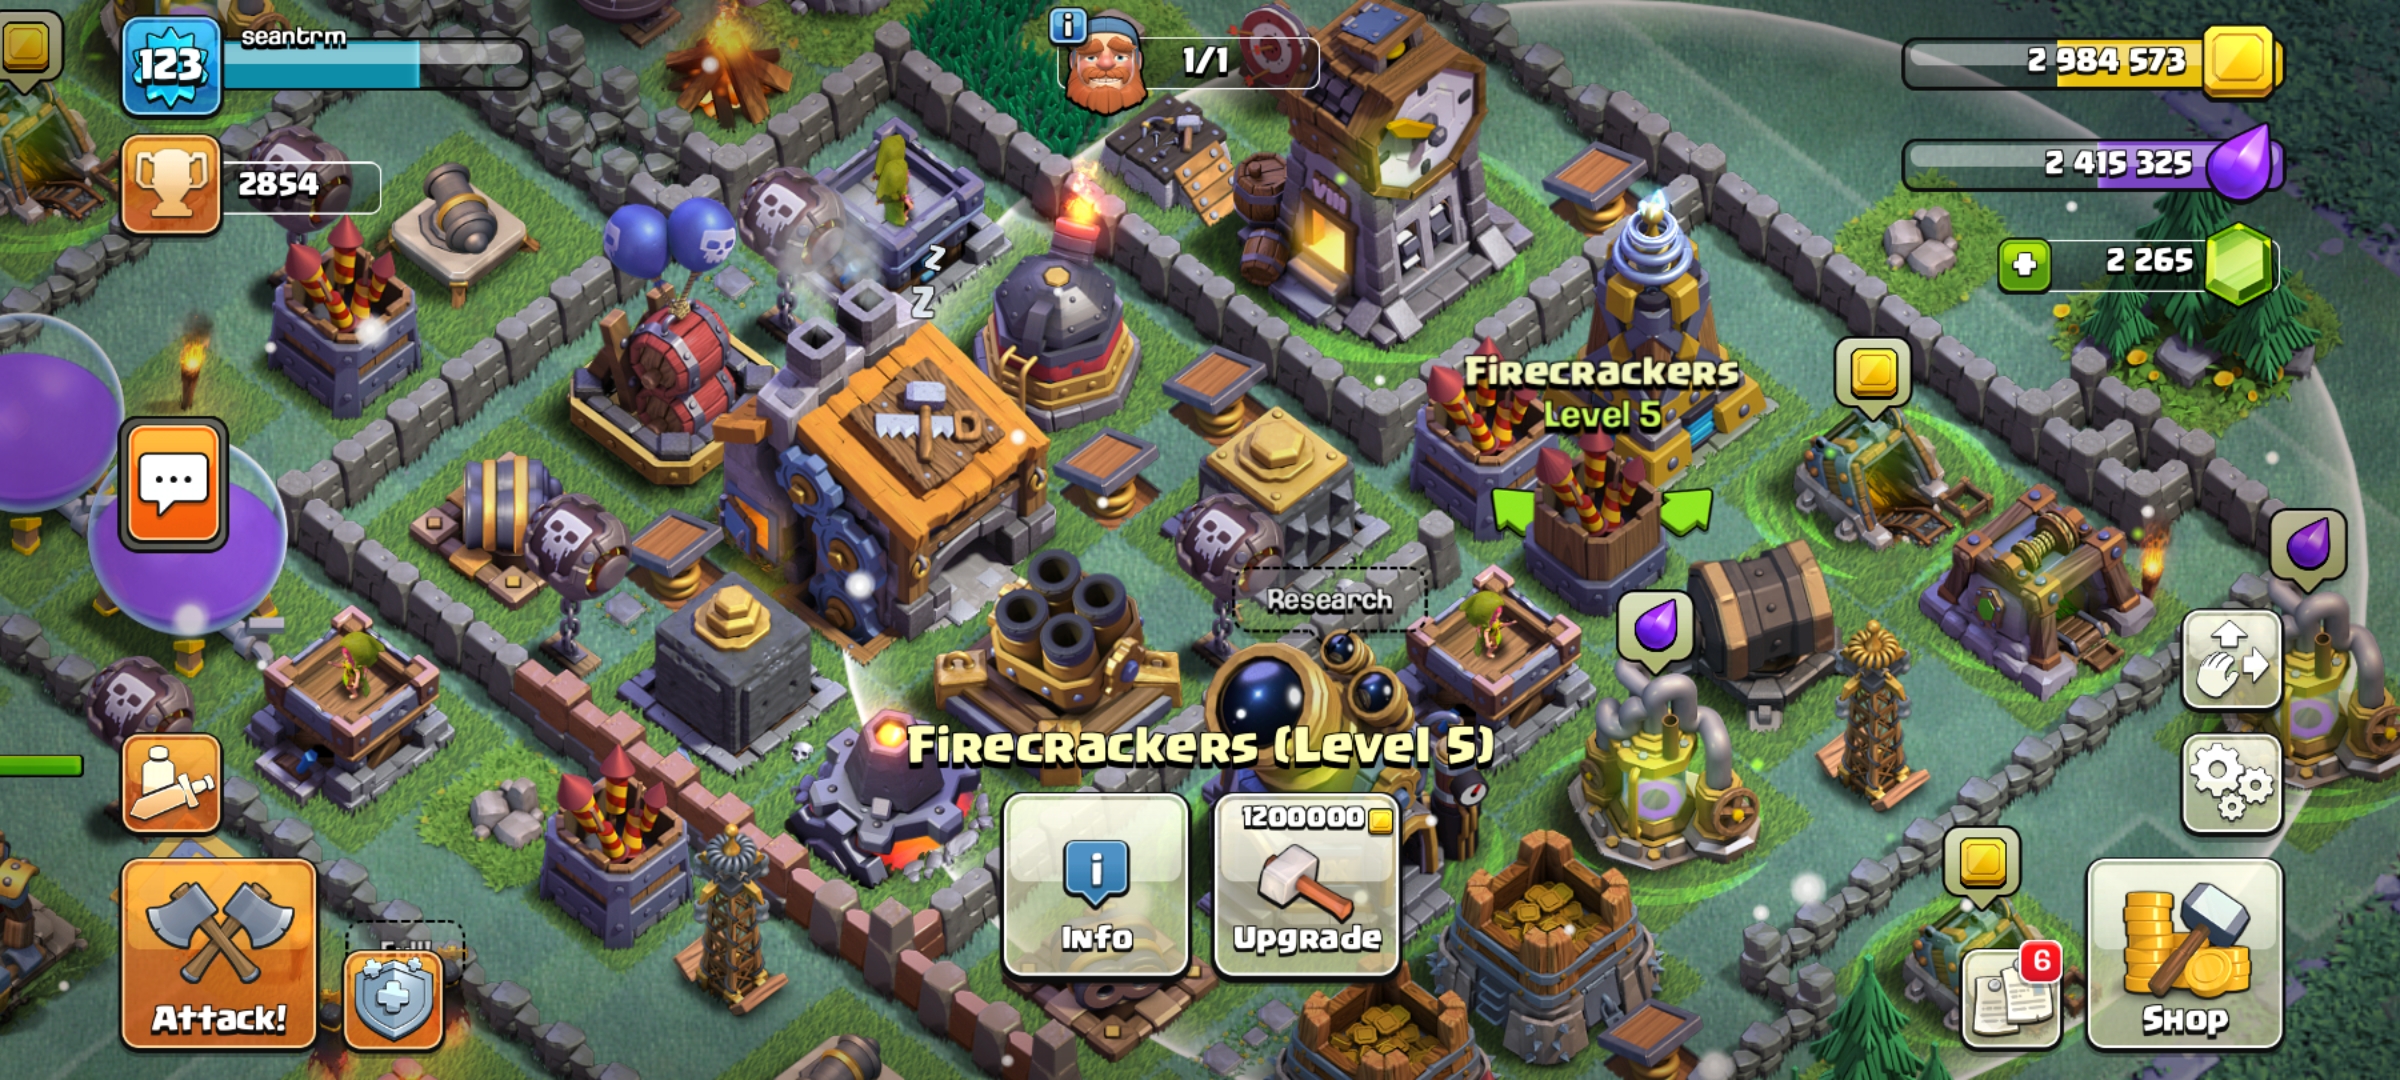 seantrm
123
1/1
2 984 573
2854
2 415 325
2 265
VIII
z
Z
Firecrackers
Level 5
Research
Firecrackers (Level 5)
1200000
Info
Upgrade
6
Attack!
Shop